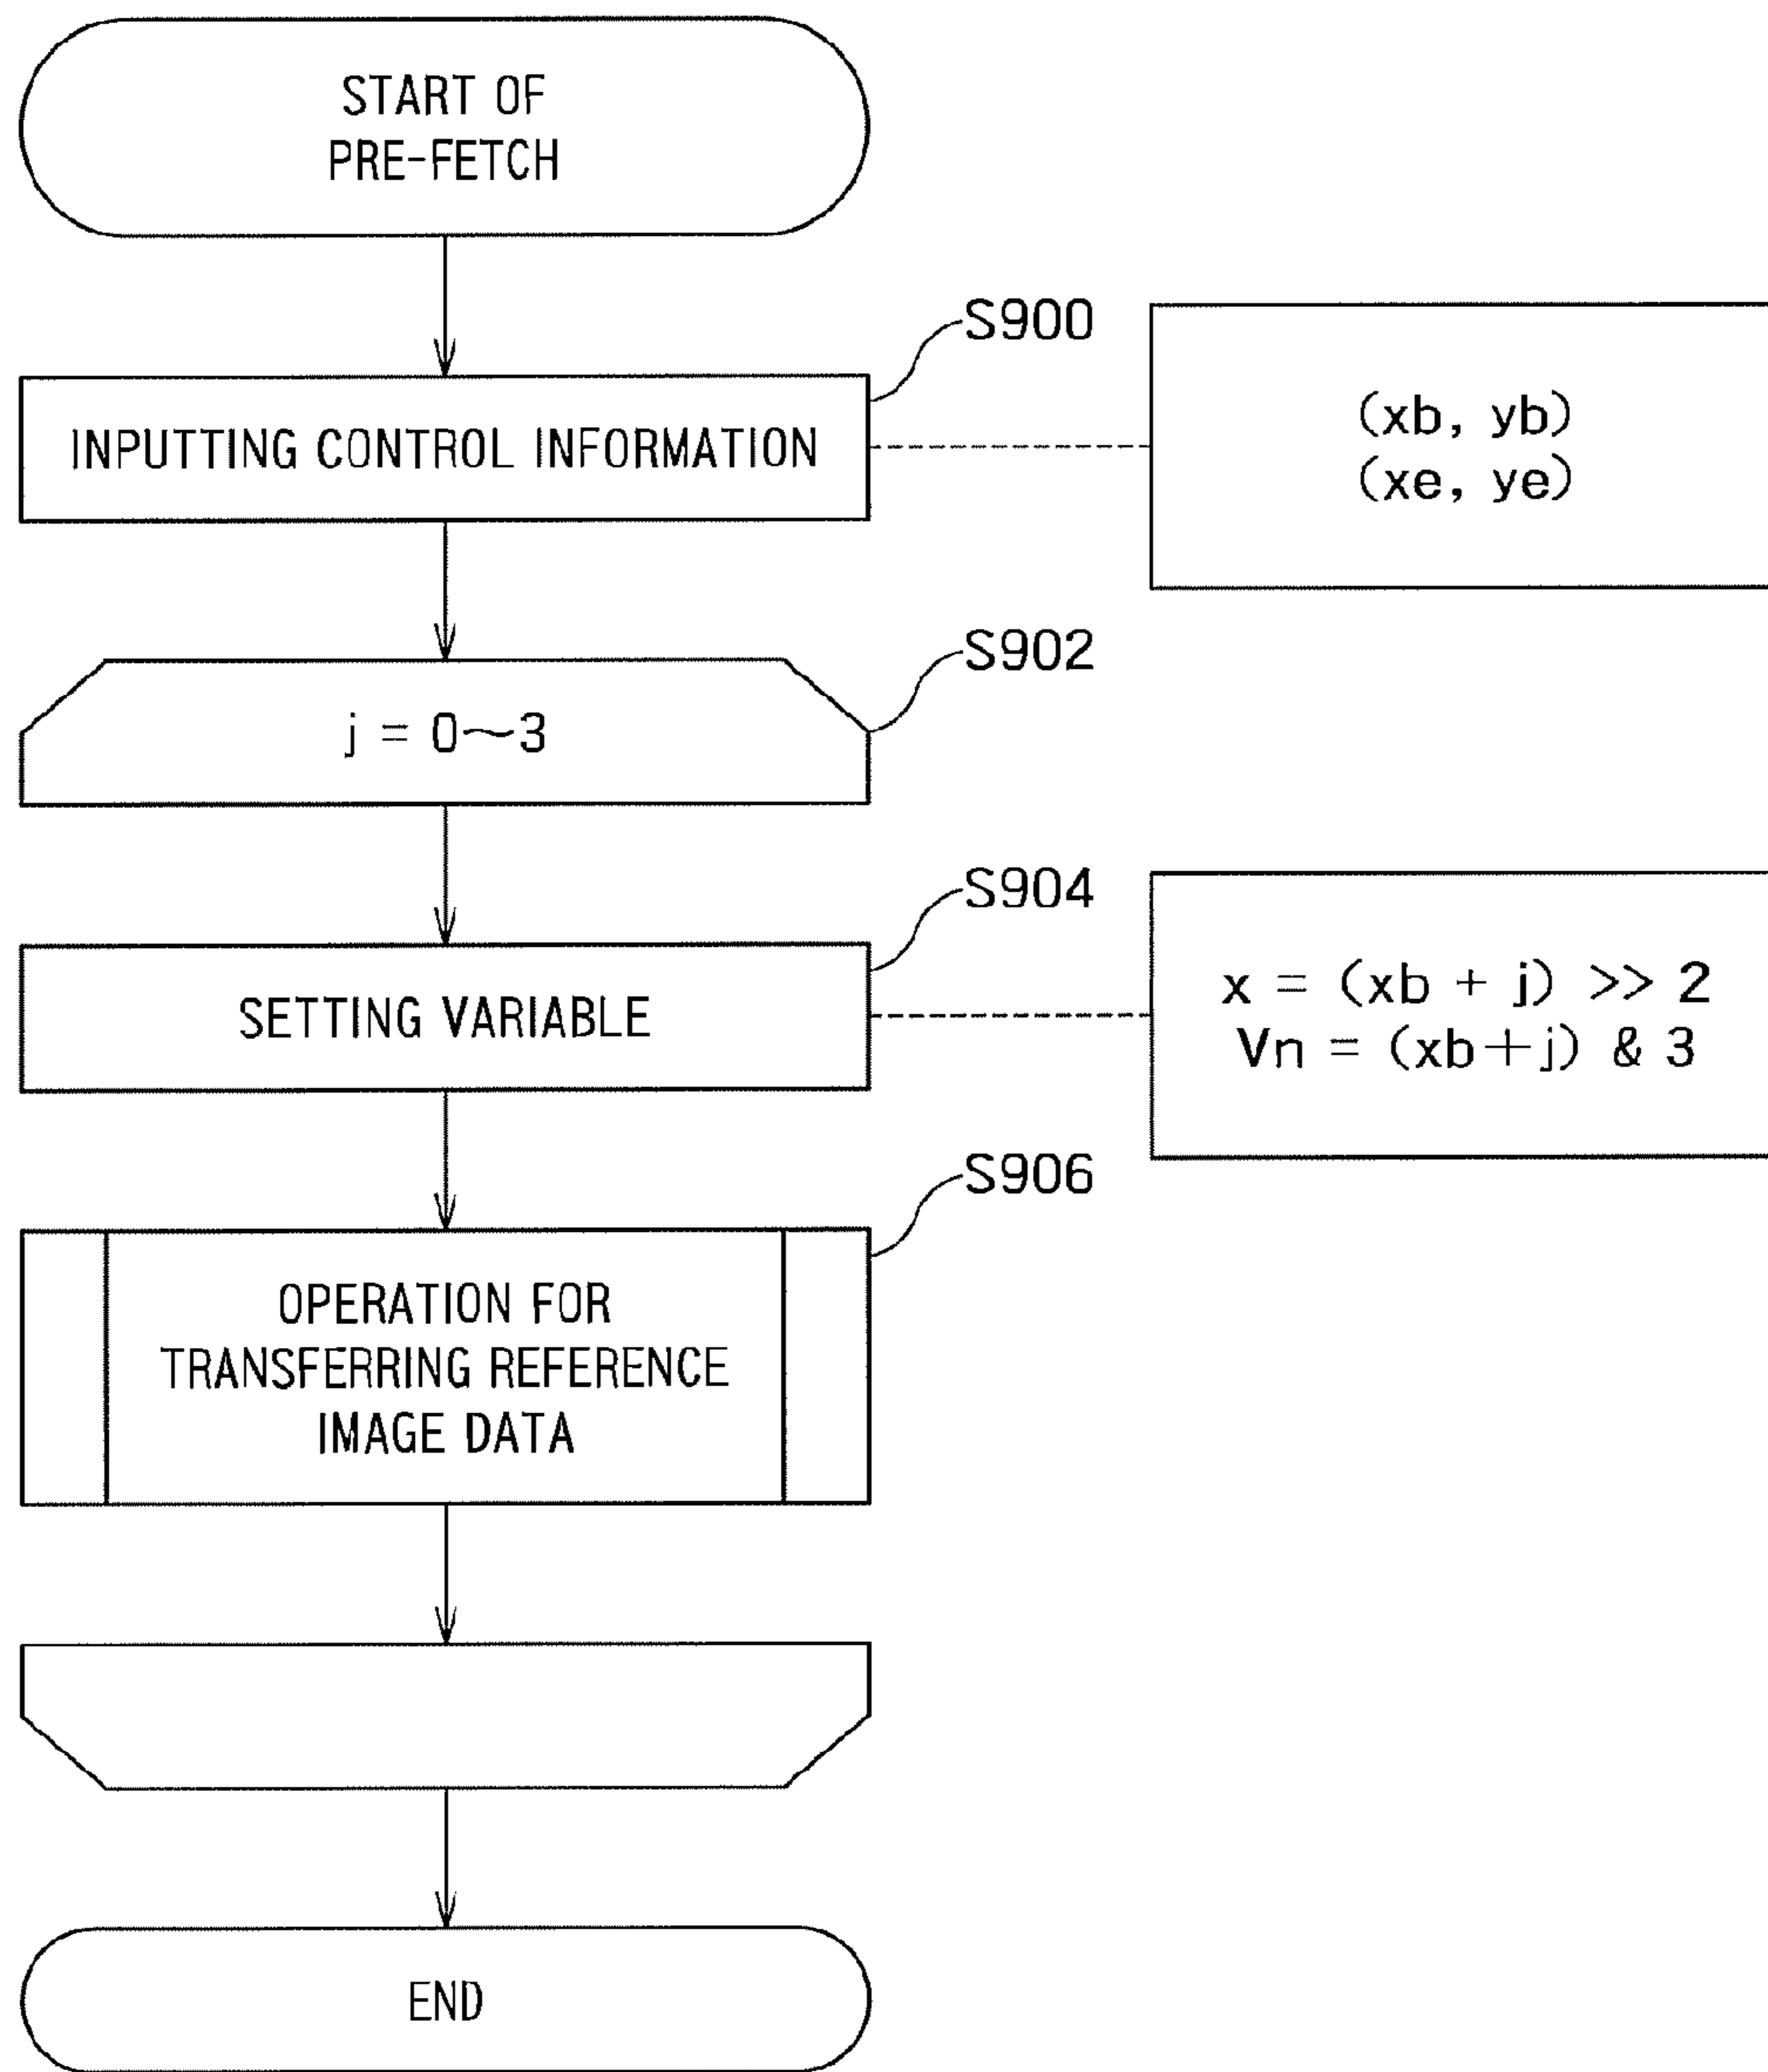 START OF
PRE-FETCH
S900
INPUTTING CONTROL INFORMATION
(xb, yb)
(xe, ye)
S902
j = 0~3
S904
SETTING VARIABLE
x = (xb + j) >> 2
Vn = (xb+j) & 3
S906
OPERATION FOR
TRANSFERRING REFERENCE
IMAGE DATA
END